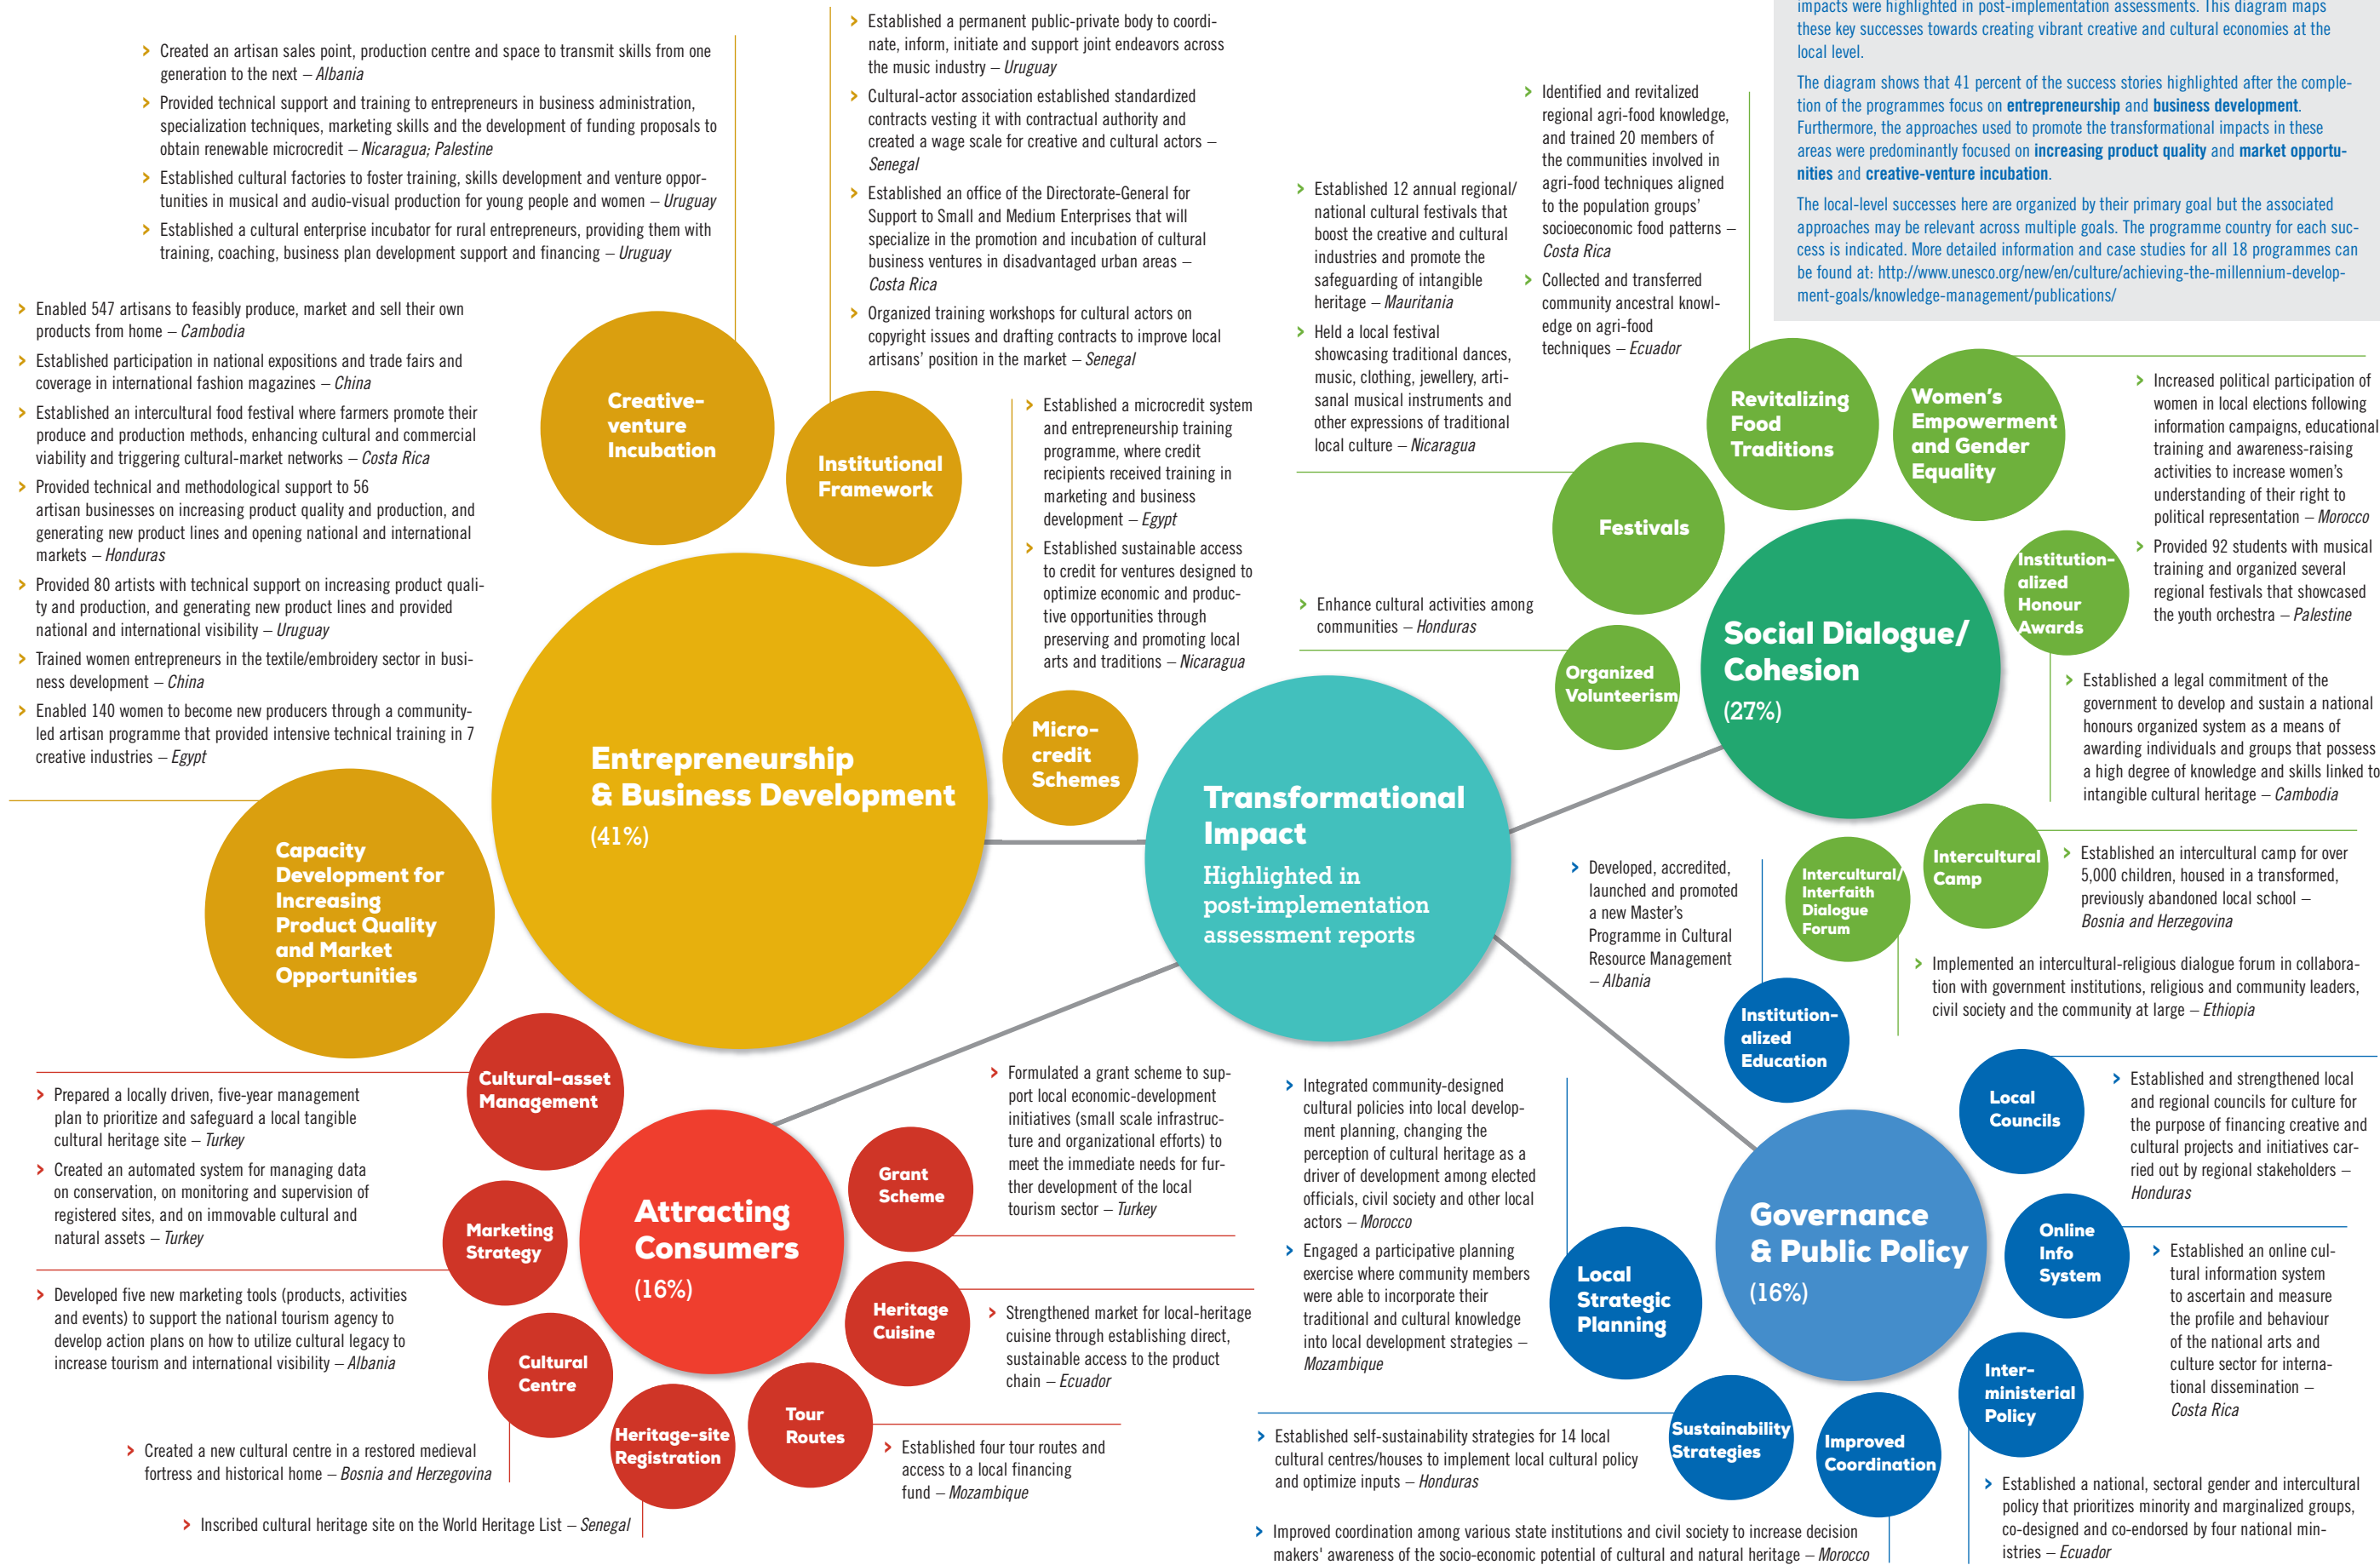 › Created an artisan sales point, production centre and space to transmit skills from one
generation to the next – Albania
› Provided technical support and training to entrepreneurs in business administration,
specialization techniques, marketing skills and the development of funding proposals to
obtain renewable microcredit – Nicaragua; Palestine
› Established cultural factories to foster training, skills development and venture oppor-
tunities in musical and audio-visual production for young people and women – Uruguay
› Established a cultural enterprise incubator for rural entrepreneurs, providing them with
training, coaching, business plan development support and financing – Uruguay
Creative-
venture
Incubation
› Established a permanent public-private body to coordi-
nate, inform, initiate and support joint endeavors across
the music industry – Uruguay
› Cultural-actor association established standardized
contracts vesting it with contractual authority and
created a wage scale for creative and cultural actors –
Senegal
› Established an office of the Directorate-General for
Support to Small and Medium Enterprises that will
specialize in the promotion and incubation of cultural
business ventures in disadvantaged urban areas –
Costa Rica
› Organized training workshops for cultural actors on
copyright issues and drafting contracts to improve local
artisans' position in the market – Senegal
Institutional
Framework
› Enabled 547 artisans to feasibly produce, market and sell their own
products from home – Cambodia
› Established participation in national expositions and trade fairs and
coverage in international fashion magazines – China
› Established an intercultural food festival where farmers promote their
produce and production methods, enhancing cultural and commercial
viability and triggering cultural-market networks – Costa Rica
› Provided technical and methodological support to 56
artisan businesses on increasing product quality and production, and
generating new product lines and opening national and international
markets – Honduras
› Provided 80 artists with technical support on increasing product quali-
ty and production, and generating new product lines and provided
national and international visibility – Uruguay
› Trained women entrepreneurs in the textile/embroidery sector in busi-
ness development – China
› Enabled 140 women to become new producers through a community-
led artisan programme that provided intensive technical training in 7
creative industries – Egypt
Capacity
Development for
Increasing
Product Quality
and Market
Opportunities
› Established a microcredit system
and entrepreneurship training
programme, where credit
recipients received training in
marketing and business
development – Egypt
› Established sustainable access
to credit for ventures designed to
optimize economic and produc-
tive opportunities through
preserving and promoting local
arts and traditions – Nicaragua
Micro-
credit
Schemes
Entrepreneurship
& Business Development
(41%)
Transformational
Impact
Highlighted in
post-implementation
assessment reports
impacts were highlighted in post-implementation assessments. This diagram maps
these key successes towards creating vibrant creative and cultural economies at the
local level.
The diagram shows that 41 percent of the success stories highlighted after the comple-
tion of the programmes focus on entrepreneurship and business development.
Furthermore, the approaches used to promote the transformational impacts in these
areas were predominantly focused on increasing product quality and market opportu-
nities and creative-venture incubation.
The local-level successes here are organized by their primary goal but the associated
approaches may be relevant across multiple goals. The programme country for each suc-
cess is indicated. More detailed information and case studies for all 18 programmes can
be found at: http://www.unesco.org/new/en/culture/achieving-the-millennium-develop-
ment-goals/knowledge-management/publications/
› Identified and revitalized
regional agri-food knowledge,
and trained 20 members of
the communities involved in
agri-food techniques aligned
to the population groups'
socioeconomic food patterns –
Costa Rica
› Collected and transferred
community ancestral knowl-
edge on agri-food
techniques – Ecuador
Revitalizing
Food
Traditions
› Established 12 annual regional/
national cultural festivals that
boost the creative and cultural
industries and promote the
safeguarding of intangible
heritage – Mauritania
› Held a local festival
showcasing traditional dances,
music, clothing, jewellery, arti-
sanal musical instruments and
other expressions of traditional
local culture – Nicaragua
Festivals
› Enhance cultural activities among
communities – Honduras
Organized
Volunteerism
Women's
Empowerment
and Gender
Equality
› Increased political participation of
women in local elections following
information campaigns, educational
training and awareness-raising
activities to increase women's
understanding of their right to
political representation – Morocco
› Provided 92 students with musical
training and organized several
regional festivals that showcased
the youth orchestra – Palestine
Institution-
alized
Honour
Awards
› Established a legal commitment of the
government to develop and sustain a national
honours organized system as a means of
awarding individuals and groups that possess
a high degree of knowledge and skills linked to
intangible cultural heritage – Cambodia
Social Dialogue/
Cohesion
(27%)
Intercultural
Camp
› Established an intercultural camp for over
5,000 children, housed in a transformed,
previously abandoned local school –
Bosnia and Herzegovina
Intercultural/
Interfaith
Dialogue
Forum
› Implemented an intercultural-religious dialogue forum in collabora-
tion with government institutions, religious and community leaders,
civil society and the community at large – Ethiopia
› Developed, accredited,
launched and promoted
a new Master's
Programme in Cultural
Resource Management
– Albania
Institution-
alized
Education
Cultural-asset
Management
› Prepared a locally driven, five-year management
plan to prioritize and safeguard a local tangible
cultural heritage site – Turkey
› Created an automated system for managing data
on conservation, on monitoring and supervision of
registered sites, and on immovable cultural and
natural assets – Turkey
Marketing
Strategy
› Developed five new marketing tools (products, activities
and events) to support the national tourism agency to
develop action plans on how to utilize cultural legacy to
increase tourism and international visibility – Albania
Cultural
Centre
› Created a new cultural centre in a restored medieval
fortress and historical home – Bosnia and Herzegovina
Heritage-site
Registration
› Inscribed cultural heritage site on the World Heritage List – Senegal
Attracting
Consumers
(16%)
Grant
Scheme
› Formulated a grant scheme to sup-
port local economic-development
initiatives (small scale infrastruc-
ture and organizational efforts) to
meet the immediate needs for fur-
ther development of the local
tourism sector – Turkey
Heritage
Cuisine
› Strengthened market for local-heritage
cuisine through establishing direct,
sustainable access to the product
chain – Ecuador
Tour
Routes
› Established four tour routes and
access to a local financing
fund – Mozambique
› Integrated community-designed
cultural policies into local develop-
ment planning, changing the
perception of cultural heritage as a
driver of development among elected
officials, civil society and other local
actors – Morocco
› Engaged a participative planning
exercise where community members
were able to incorporate their
traditional and cultural knowledge
into local development strategies –
Mozambique
Local
Strategic
Planning
Governance
& Public Policy
(16%)
Local
Councils
› Established and strengthened local
and regional councils for culture for
the purpose of financing creative and
cultural projects and initiatives car-
ried out by regional stakeholders –
Honduras
Online
Info
System
› Established an online cul-
tural information system
to ascertain and measure
the profile and behaviour
of the national arts and
culture sector for interna-
tional dissemination –
Costa Rica
Inter-
ministerial
Policy
› Established a national, sectoral gender and intercultural
policy that prioritizes minority and marginalized groups,
co-designed and co-endorsed by four national min-
istries – Ecuador
Sustainability
Strategies
› Established self-sustainability strategies for 14 local
cultural centres/houses to implement local cultural policy
and optimize inputs – Honduras
Improved
Coordination
› Improved coordination among various state institutions and civil society to increase decision
makers' awareness of the socio-economic potential of cultural and natural heritage – Morocco